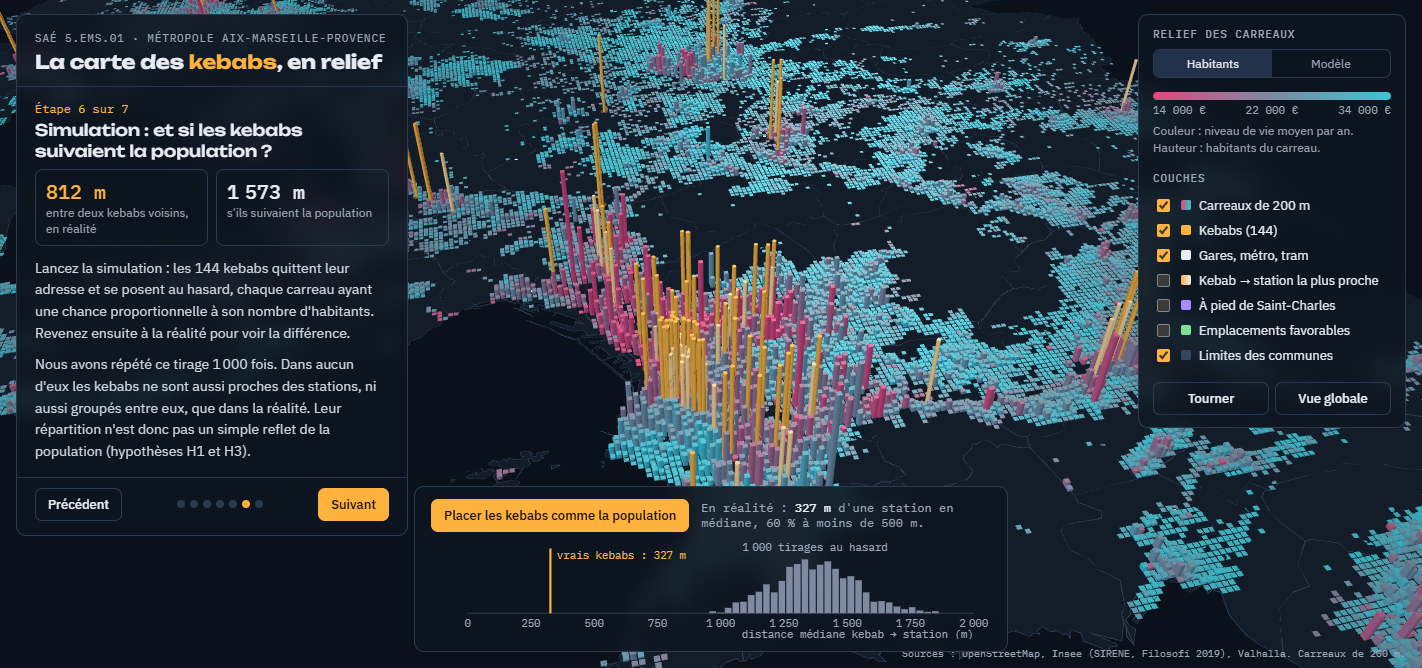 SAÉ 5.EMS.01 · MÉTROPOLE AIX-MARSEILLE-PROVENCE
La carte des kebabs, en relief
Étape 6 sur 7
Simulation : et si les kebabs
suivaient la population ?
812 m
entre deux kebabs voisins,
en réalité
1 573 m
s'ils suivaient la population
Lancez la simulation : les 144 kebabs quittent leur
adresse et se posent au hasard, chaque carreau ayant
une chance proportionnelle à son nombre d'habitants.
Revenez ensuite à la réalité pour voir la différence.
Nous avons répété ce tirage 1 000 fois. Dans aucun
d'eux les kebabs ne sont aussi proches des stations, ni
aussi groupés entre eux, que dans la réalité. Leur
répartition n'est donc pas un simple reflet de la
population (hypothèses H1 et H3).
Précédent
Suivant
Placer les kebabs comme la population
En réalité : 327 m d'une station en
médiane, 60 % à moins de 500 m.
1 000 tirages au hasard
vrais kebabs : 327 m
0 250 500 750 1 000 1 250 1 500 1 750 2 000
distance médiane kebab → station (m)
RELIEF DES CARREAUX
Habitants
Modèle
14 000 € 22 000 € 34 000 €
Couleur : niveau de vie moyen par an.
Hauteur : habitants du carreau.
COUCHES
Carreaux de 200 m
Kebabs (144)
Gares, métro, tram
Kebab → station la plus proche
À pied de Saint-Charles
Emplacements favorables
Limites des communes
Tourner
Vue globale
Sources : OpenStreetMap, Insee (SIRENE, Filosofi 2019), Valhalla. Carreaux de 200